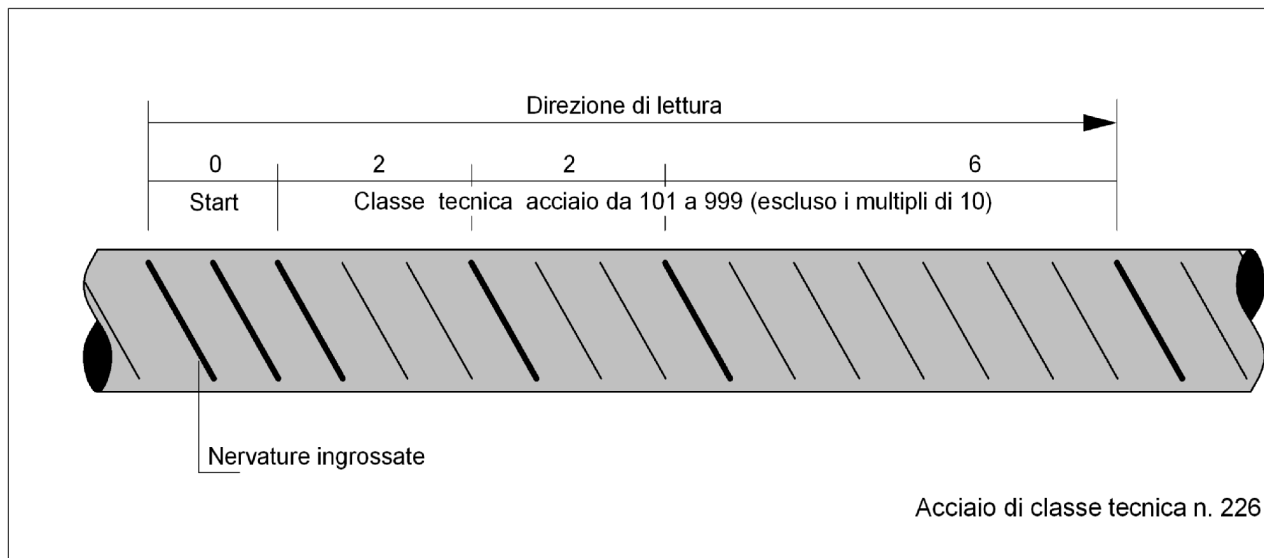 Direzione di lettura
0 2 2 6
Start Classe tecnica acciaio da 101 a 999 (escluso i multipli di 10)
Nervature ingrossate
Acciaio di classe tecnica n. 226